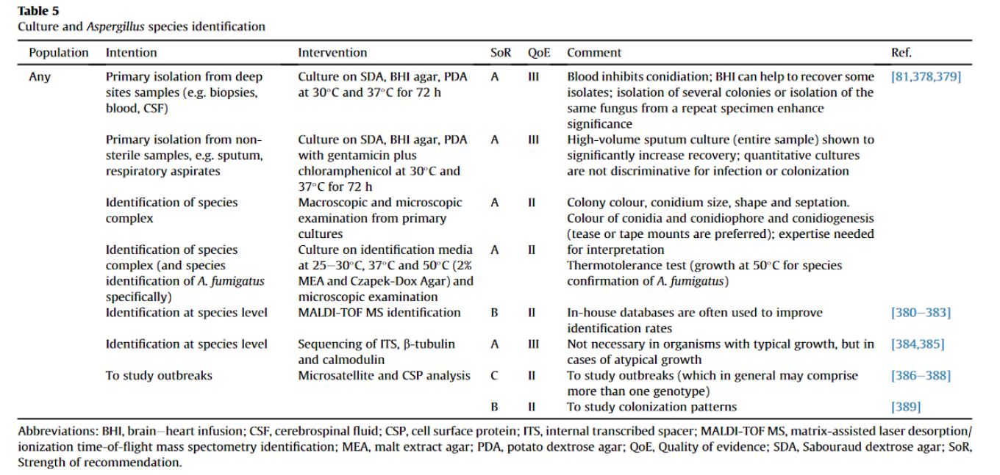 Table 5
Culture and Aspergillus species identification
Population Intention Intervention SoR QoE Comment Ref.
Any Primary isolation from deep Culture on SDA, BHI agar, PDA A III Blood inhibits conidiation; BHI can help to recover some [81,378,379]
sites samples (e.g. biopsies, at 30°C and 37°C for 72 h isolates; isolation of several colonies or isolation of the
blood, CSF) same fungus from a repeat specimen enhance
significance
Primary isolation from non- Culture on SDA, BHI agar, PDA A III High-volume sputum culture (entire sample) shown to
sterile samples, e.g. sputum, with gentamicin plus significantly increase recovery; quantitative cultures
respiratory aspirates chloramphenicol at 30°C and are not discriminative for infection or colonization
37°C for 72 h
Identification of species Macroscopic and microscopic A II Colony colour, conidium size, shape and septation.
complex examination from primary Colour of conidia and conidiophore and conidiogenesis
cultures (tease or tape mounts are preferred); expertise needed
Identification of species Culture on identification media A II for interpretation
complex (and species at 25–30°C, 37°C and 50°C (2% Thermotolerance test (growth at 50°C for species
identification of A. fumigatus MEA and Czapek-Dox Agar) and confirmation of A. fumigatus)
specifically) microscopic examination
Identification at species level MALDI-TOF MS identification B II In-house databases are often used to improve [380–383]
identification rates
Identification at species level Sequencing of ITS, β-tubulin A III Not necessary in organisms with typical growth, but in [384,385]
and calmodulin cases of atypical growth
To study outbreaks Microsatellite and CSP analysis C II To study outbreaks (which in general may comprise [386–388]
more than one genotype)
B II To study colonization patterns [389]
Abbreviations: BHI, brain–heart infusion; CSF, cerebrospinal fluid; CSP, cell surface protein; ITS, internal transcribed spacer; MALDI-TOF MS, matrix-assisted laser desorption/
ionization time-of-flight mass spectometry identification; MEA, malt extract agar; PDA, potato dextrose agar; QoE, Quality of evidence; SDA, Sabouraud dextrose agar; SoR,
Strength of recommendation.